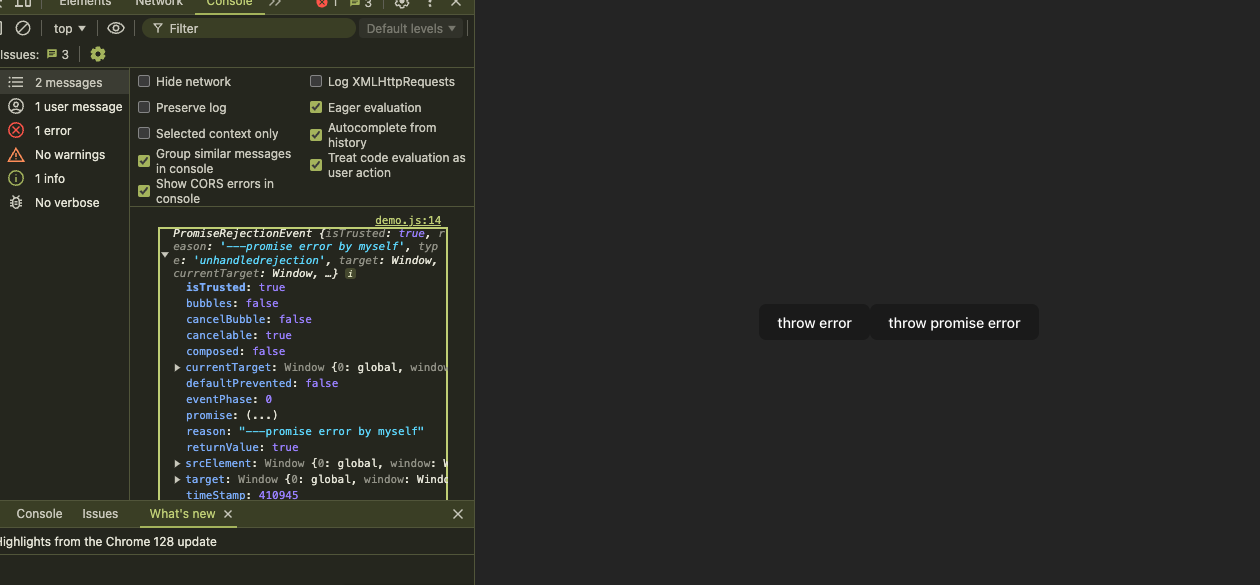 Elements Network Console 1 3
top Filter Default levels
Issues: 3
2 messages
1 user message
1 error
No warnings
1 info
No verbose
Hide network
Log XMLHttpRequests
Preserve log
Eager evaluation
Selected context only
Autocomplete from
history
Group similar messages
in console
Treat code evaluation as
user action
Show CORS errors in
console
demo.js:14
PromiseRejectionEvent {isTrusted: true, r
eason: '---promise error by myself', typ
e: 'unhandledrejection', target: Window,
currentTarget: Window, …} i
isTrusted: true
bubbles: false
cancelBubble: false
cancelable: true
composed: false
currentTarget: Window {0: global, window
defaultPrevented: false
eventPhase: 0
promise: (...)
reason: "---promise error by myself"
returnValue: true
srcElement: Window {0: global, window: W
target: Window {0: global, window: Windo
timeStamp: 410945
Console Issues What's new
Highlights from the Chrome 128 update
throw error
throw promise error